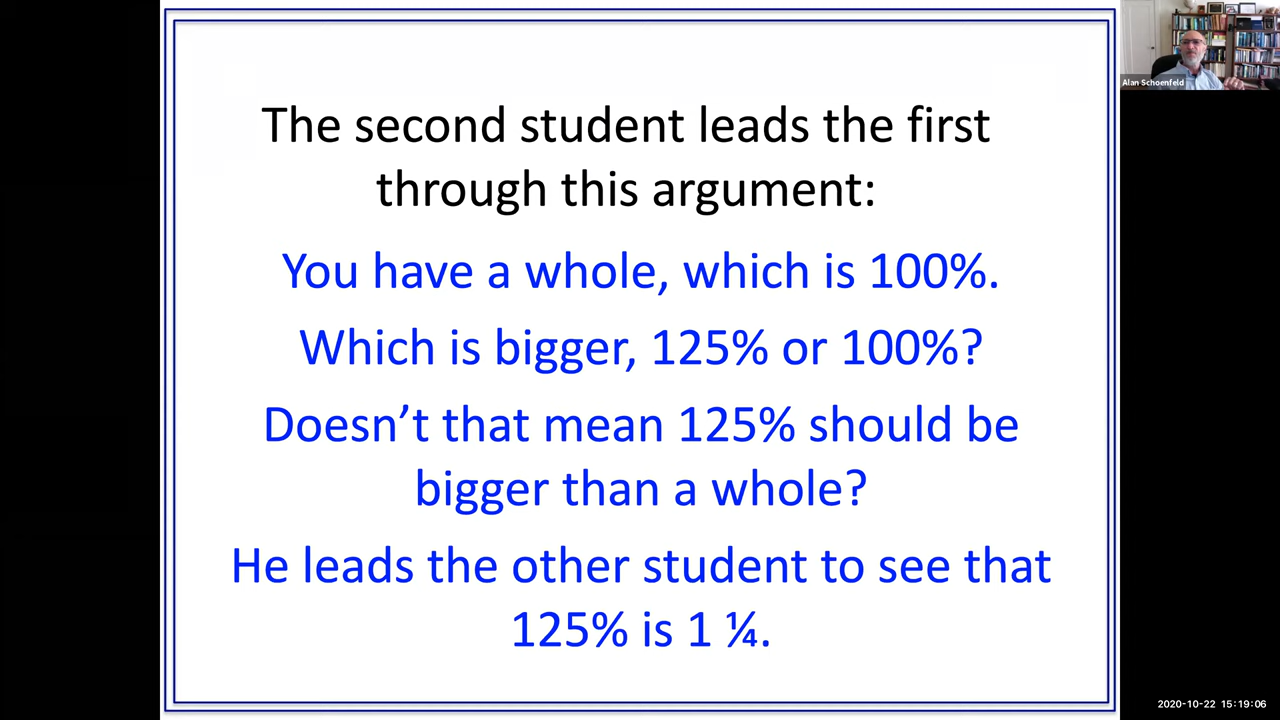 The second student leads the first
through this argument:
You have a whole, which is 100%.
Which is bigger, 125% or 100%?
Doesn’t that mean 125% should be
bigger than a whole?
He leads the other student to see that
125% is 1 ¼.
Alan Schoenfeld
2020-10-22 15:19:06